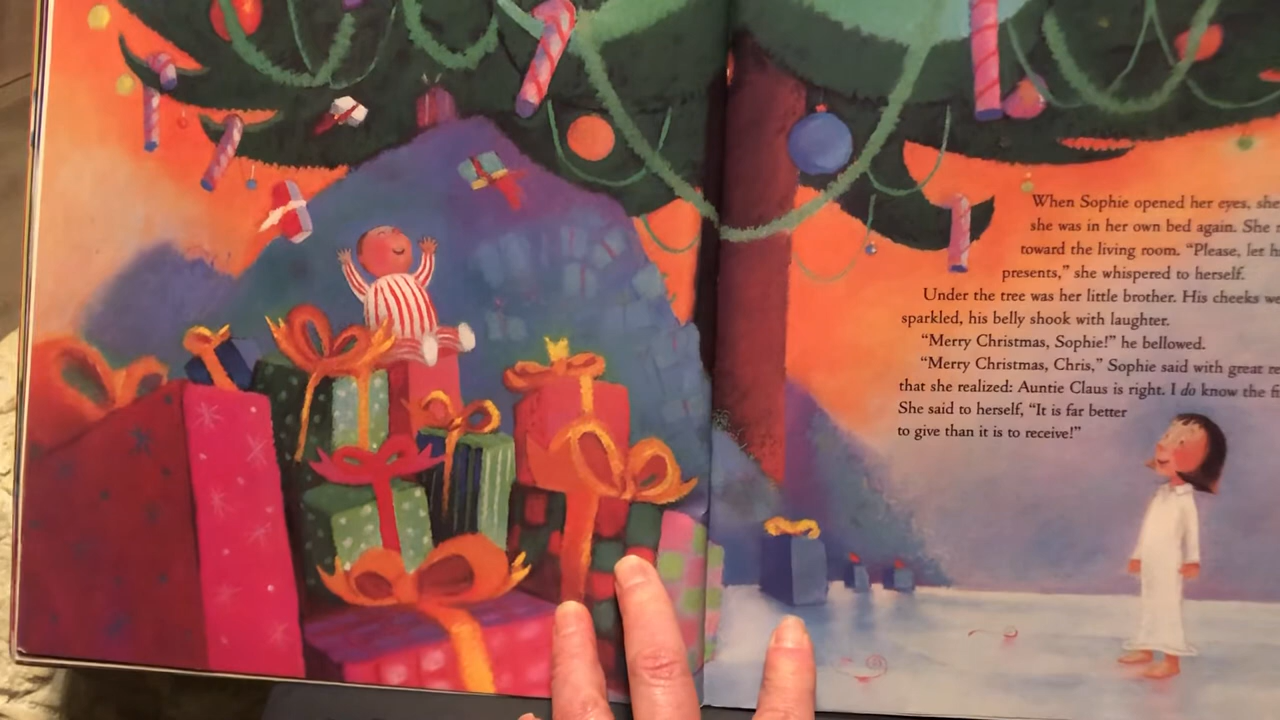 When Sophie opened her eyes, she
she was in her own bed again. She
toward the living room. “Please, let
presents,” she whispered to herself.
Under the tree was her little brother. His cheeks
sparkled, his belly shook with laughter.
“Merry Christmas, Sophie!” he bellowed.
“Merry Christmas, Chris,” Sophie said with great
that she realized: Auntie Claus is right. I do know the
She said to herself, “It is far better
to give than it is to receive!”